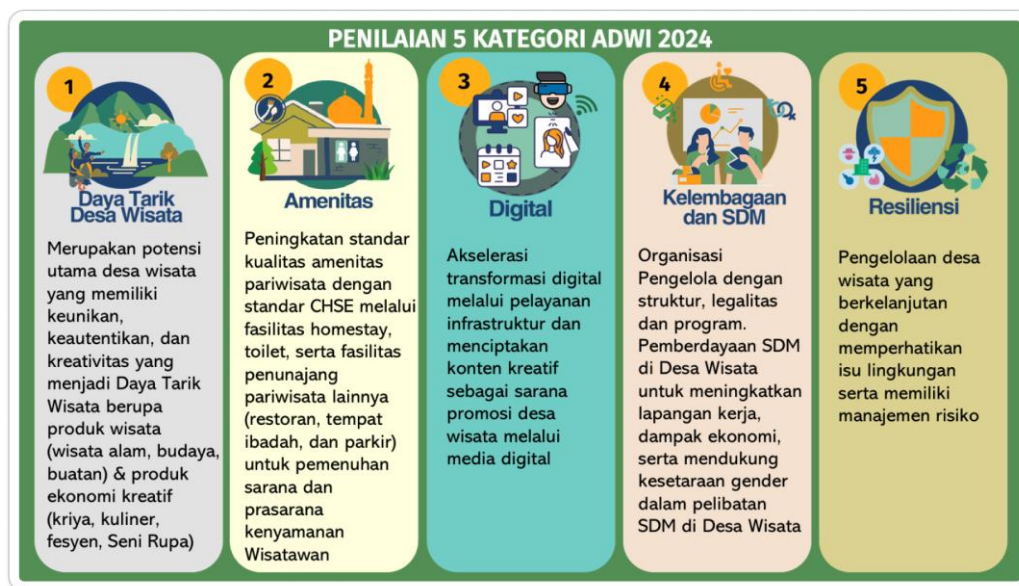 PENILAIAN 5 KATEGORI ADWI 2024
1
Daya Tarik
Desa Wisata
Merupakan potensi
utama desa wisata
yang memiliki
keunikan,
keautentikan, dan
kreativitas yang
menjadi Daya Tarik
Wisata berupa
produk wisata
(wisata alam, budaya,
buatan) & produk
ekonomi kreatif
(kriya, kuliner,
fesyen, Seni Rupa)
2
Amenitas
Peningkatan standar
kualitas amenitas
pariwisata dengan
standar CHSE melalui
fasilitas homestay,
toilet, serta fasilitas
penunajang
pariwisata lainnya
(restoran, tempat
ibadah, dan parkir)
untuk pemenuhan
sarana dan
prasarana
kenyamanan
Wisatawan
3
Digital
Akselerasi
transformasi digital
melalui pelayanan
infrastruktur dan
menciptakan
konten kreatif
sebagai sarana
promosi desa
wisata melalui
media digital
4
Kelembagaan
dan SDM
Organisasi
Pengelola dengan
struktur, legalitas
dan program.
Pemberdayaan SDM
di Desa Wisata
untuk meningkatkan
lapangan kerja,
dampak ekonomi,
serta mendukung
kesetaraan gender
dalam pelibatan
SDM di Desa Wisata
5
Resiliensi
Pengelolaan desa
wisata yang
berkelanjutan
dengan
memperhatikan
isu lingkungan
serta memiliki
manajemen risiko